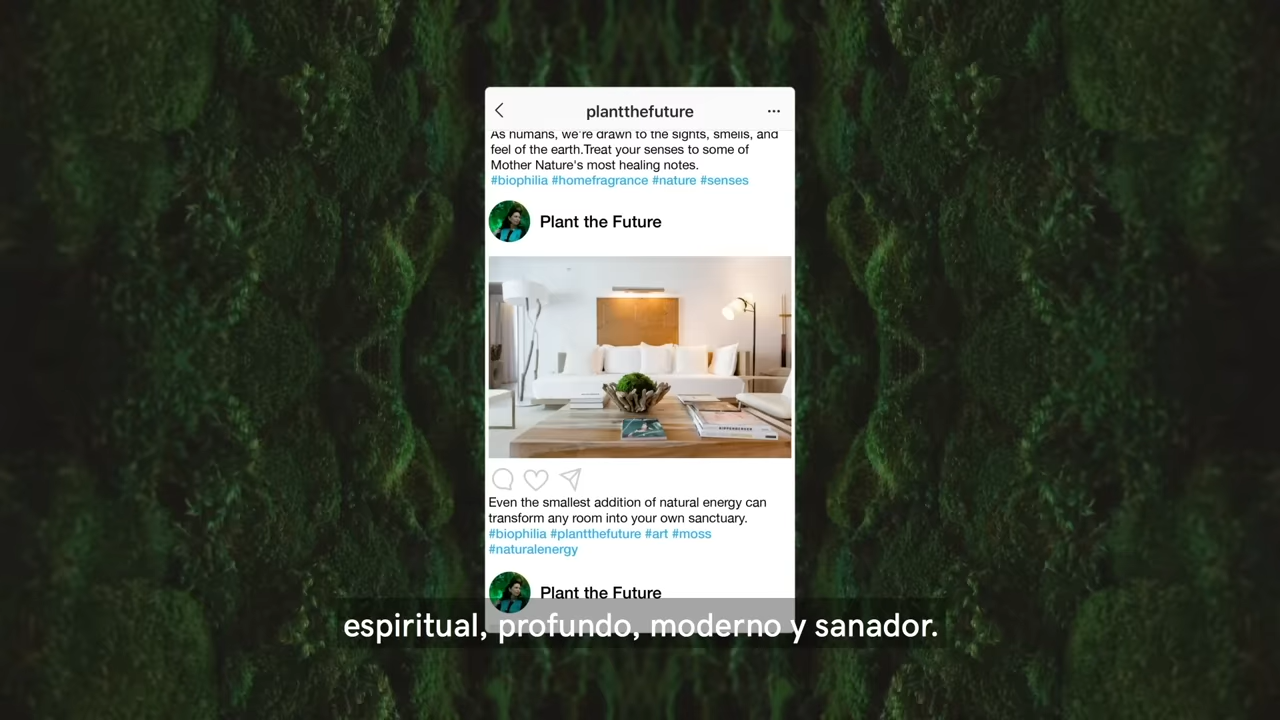 plantthefuture
As humans, we're drawn to the sights, smells, and
feel of the earth.Treat your senses to some of
Mother Nature's most healing notes.
#biophilia #homefragrance #nature #senses
Plant the Future
Even the smallest addition of natural energy can
transform any room into your own sanctuary.
#biophilia #plantthefuture #art #moss
#naturalenergy
Plant the Future
espiritual, profundo, moderno y sanador.